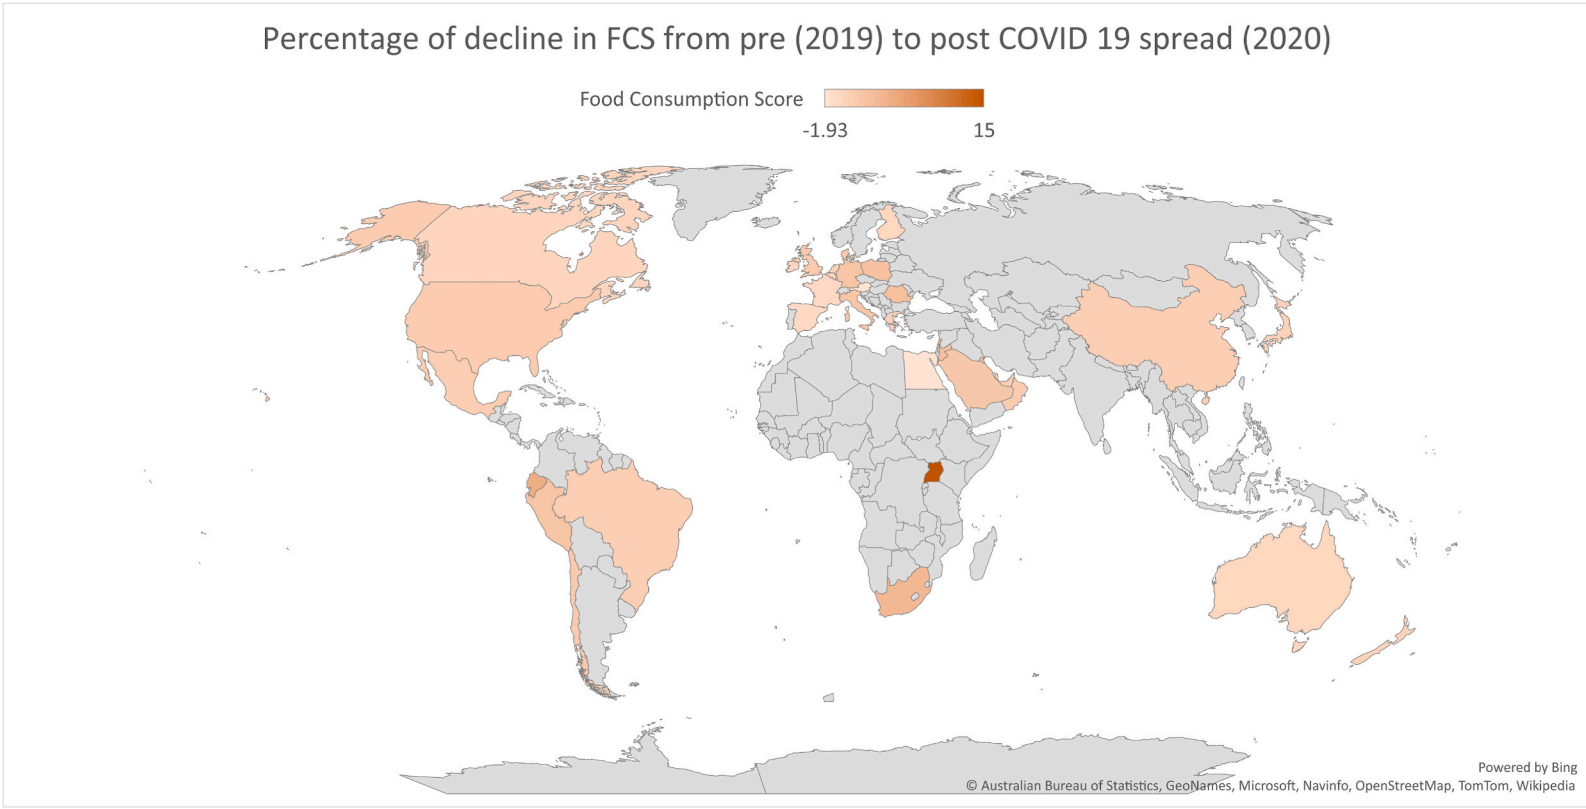 Percentage of decline in FCS from pre (2019) to post COVID 19 spread (2020)
Food Consumption Score
-1.93 15
Powered by Bing
© Australian Bureau of Statistics, GeoNames, Microsoft, Navinfo, OpenStreetMap, TomTom, Wikipedia